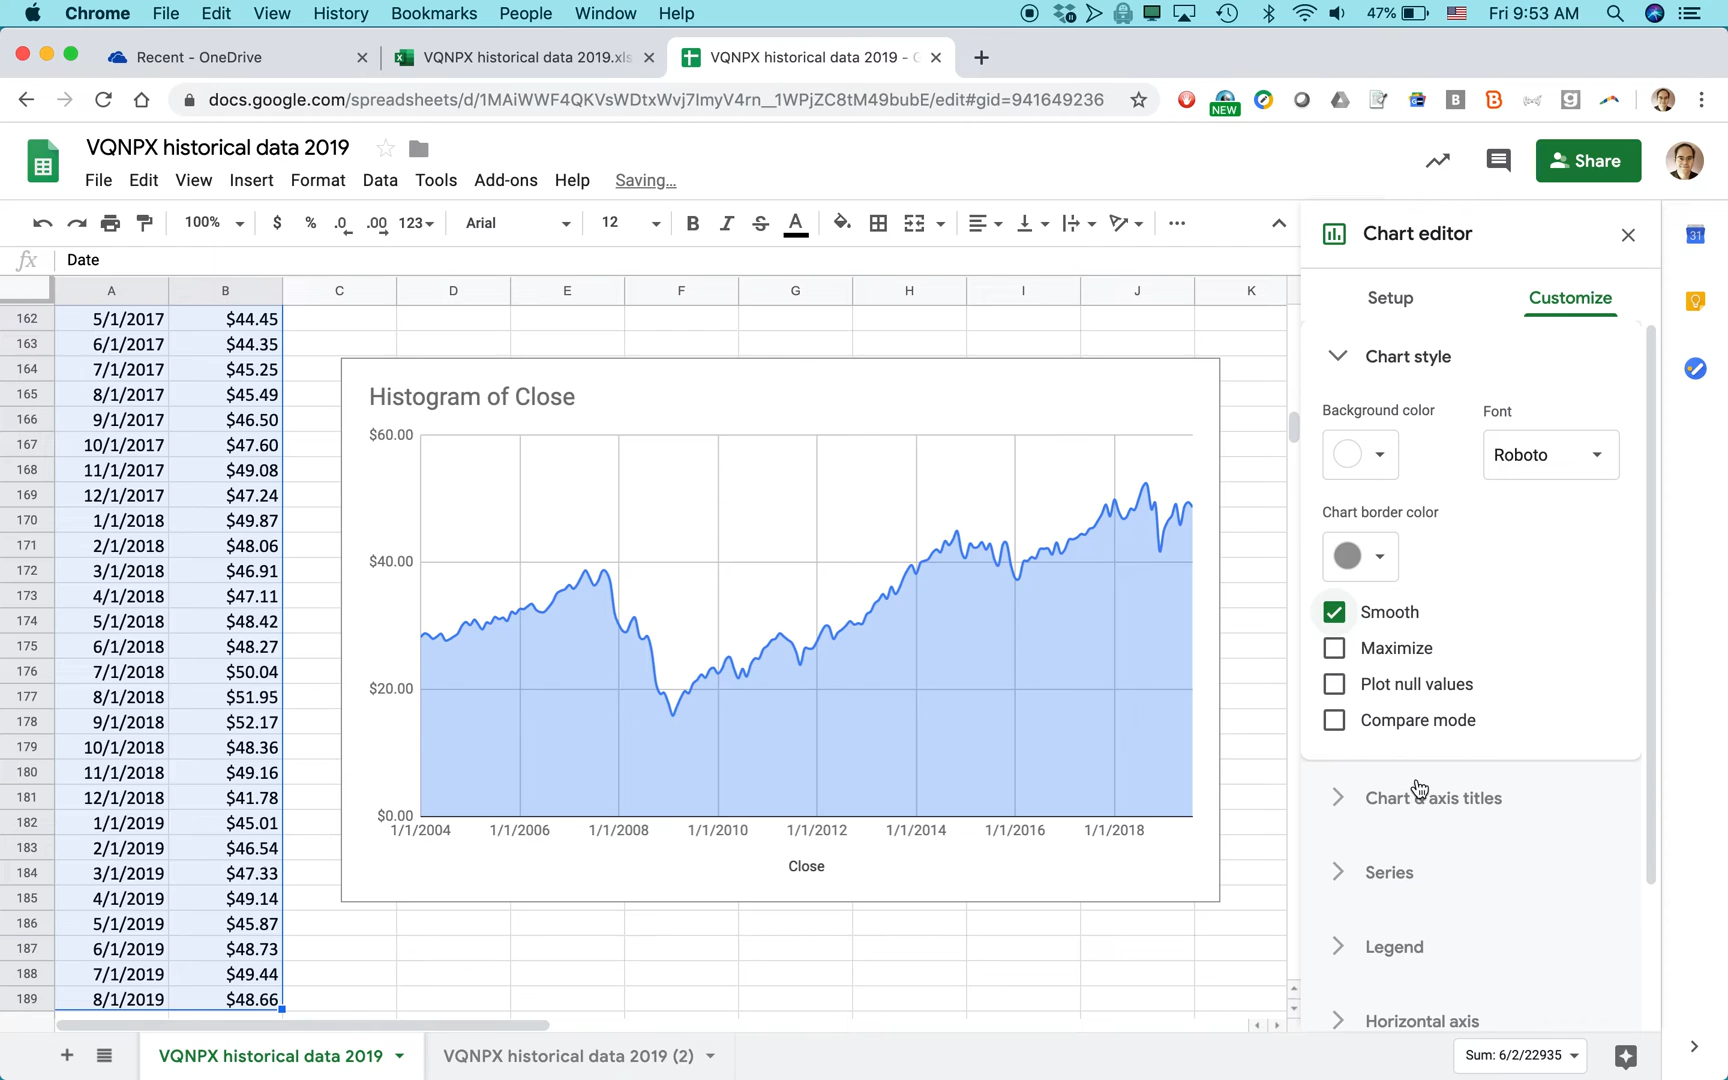 Chrome File Edit View History Bookmarks People Window Help 47% Fri 9:53 AM
Recent - OneDrive VQNPX historical data 2019.xls VQNPX historical data 2019 - G
docs.google.com/spreadsheets/d/1MAiWWF4QKVsWDtxWvj7ImyV4rn__1WPjZC8tM49bubE/edit#gid=941649236
NEW
VQNPX historical data 2019
Share
File Edit View Insert Format Data Tools Add-ons Help Saving...
100% $ % .0 .00 123 Arial 12 B I S A
fx Date
A B C D E F G H I J K
162 5/1/2017 $44.45
163 6/1/2017 $44.35
164 7/1/2017 $45.25
165 8/1/2017 $45.49
166 9/1/2017 $46.50
167 10/1/2017 $47.60
168 11/1/2017 $49.08
169 12/1/2017 $47.24
170 1/1/2018 $49.87
171 2/1/2018 $48.06
172 3/1/2018 $46.91
173 4/1/2018 $47.11
174 5/1/2018 $48.42
175 6/1/2018 $48.27
176 7/1/2018 $50.04
177 8/1/2018 $51.95
178 9/1/2018 $52.17
179 10/1/2018 $48.36
180 11/1/2018 $49.16
181 12/1/2018 $41.78
182 1/1/2019 $45.01
183 2/1/2019 $46.54
184 3/1/2019 $47.33
185 4/1/2019 $49.14
186 5/1/2019 $45.87
187 6/1/2019 $48.73
188 7/1/2019 $49.44
189 8/1/2019 $48.66
Histogram of Close
$60.00
$40.00
$20.00
$0.00
1/1/2004 1/1/2006 1/1/2008 1/1/2010 1/1/2012 1/1/2014 1/1/2016 1/1/2018
Close
Chart editor
Setup Customize
Chart style
Background color Font
Roboto
Chart border color
Smooth
Maximize
Plot null values
Compare mode
Chart & axis titles
Series
Legend
Horizontal axis
31
VQNPX historical data 2019 VQNPX historical data 2019 (2) Sum: 6/2/22935